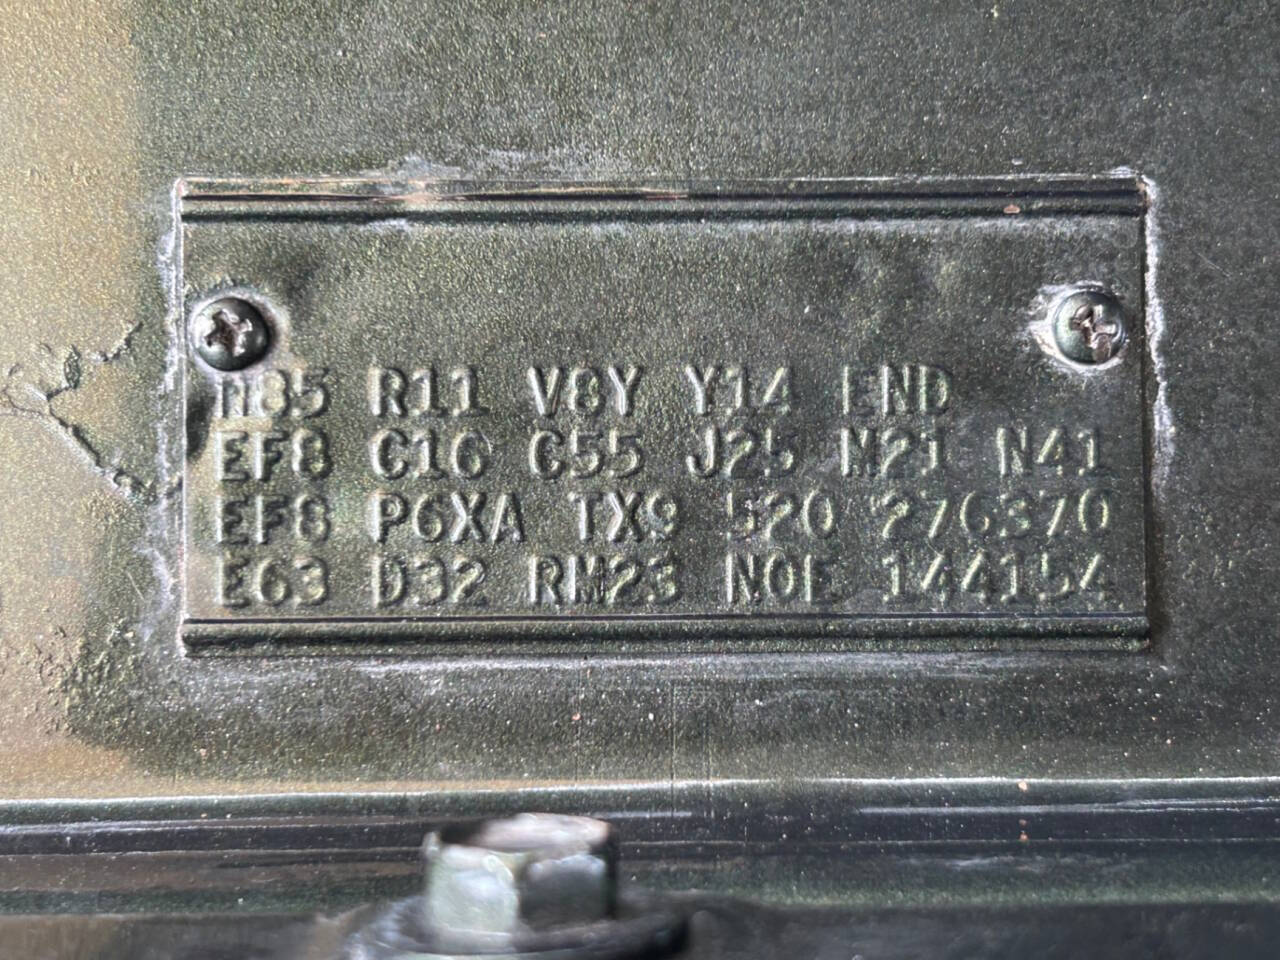 N85 R11 V8Y Y14 END
EF8 C16 C55 J25 M21 N41
EF8 P6XA TX9 520 276370
E63 D32 RM23 N0E 144154